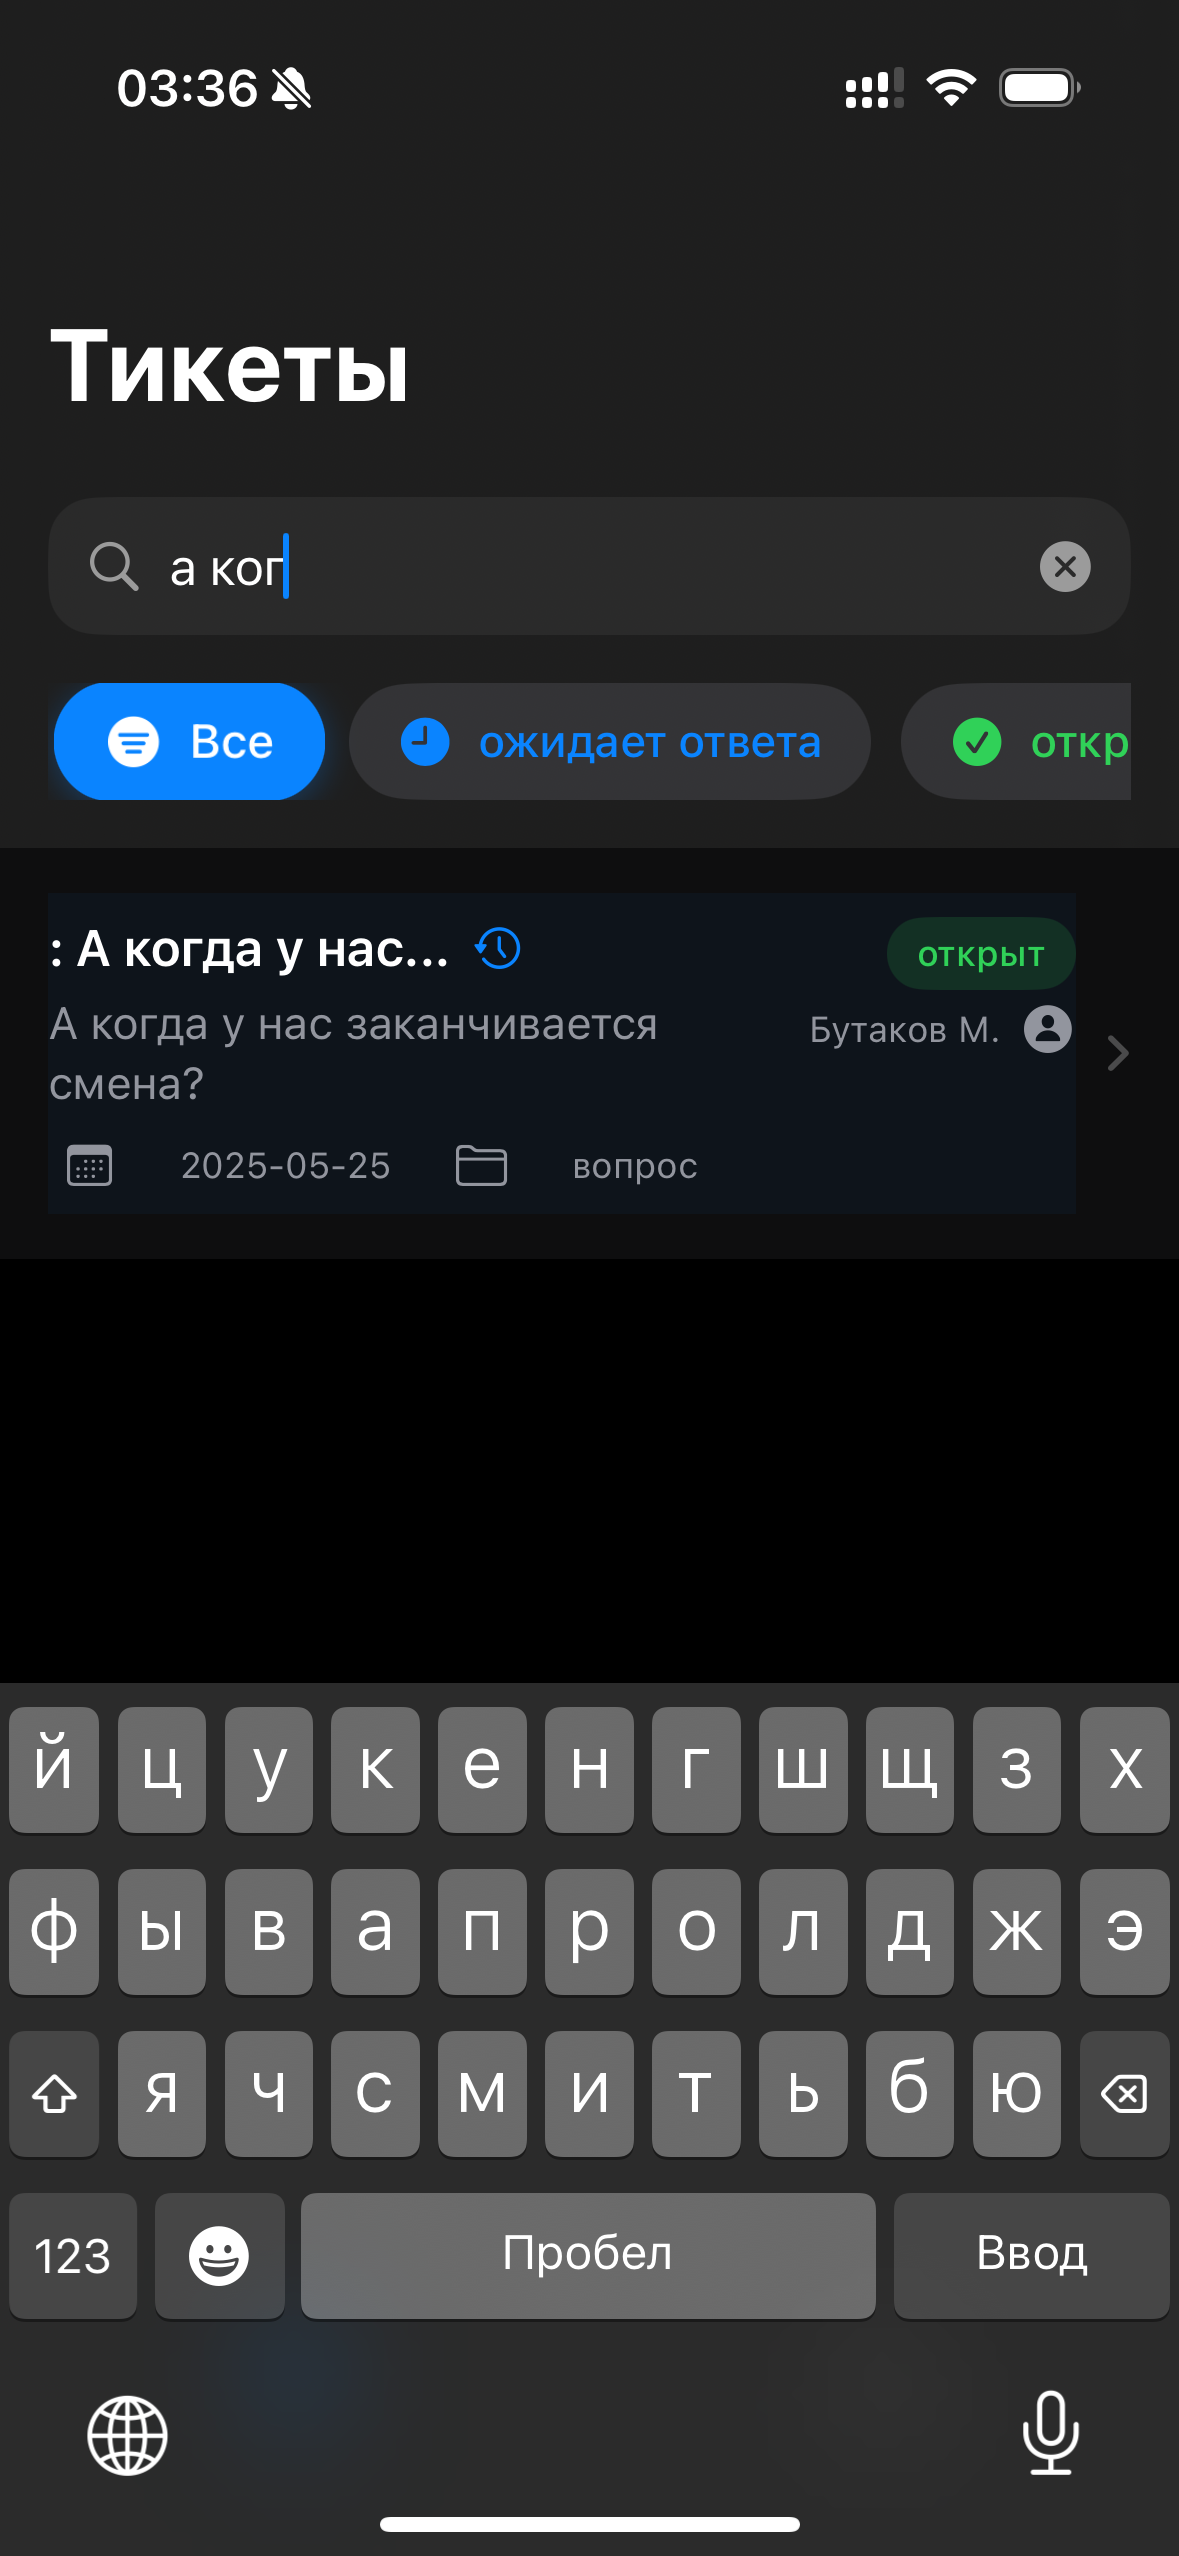 03:36
Тикеты
а ког
Все
ожидает ответа
откр
: А когда у нас...
открыт
А когда у нас заканчивается
смена?
Бутаков М.
2025-05-25
вопрос
й ц у к е н г ш щ з х
ф ы в а п р о л д ж э
я ч с м и т ь б ю
123
Пробел
Ввод